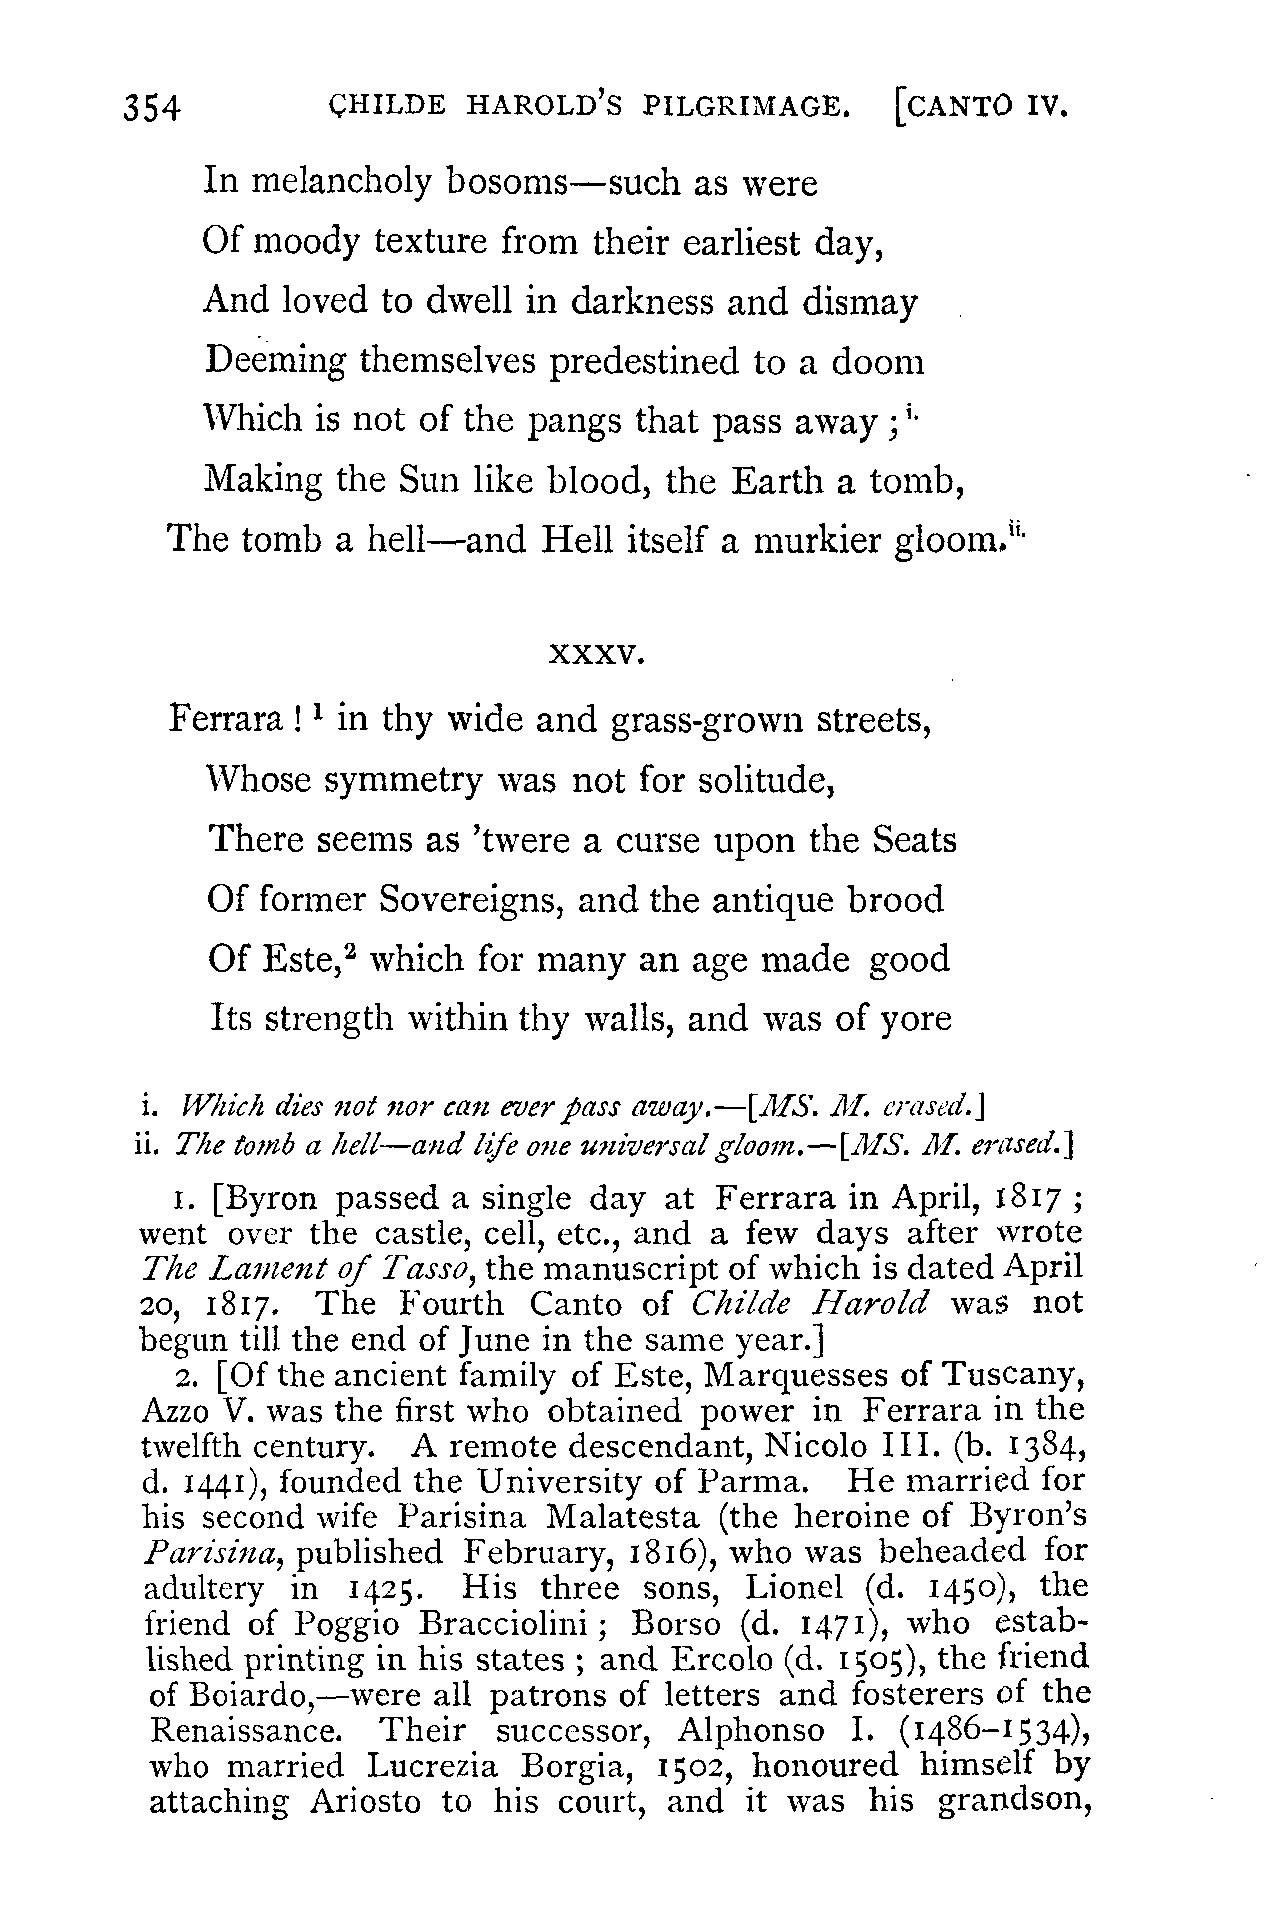 354 CHILDE HAROLD'S PILGRIMAGE. [CANTO IV.
In melancholy bosoms—such as were
Of moody texture from their earliest day,
And loved to dwell in darkness and dismay
Deeming themselves predestined to a doom
Which is not of the pangs that pass away ; i.
Making the Sun like blood, the Earth a tomb,
The tomb a hell—and Hell itself a murkier gloom. ii.
XXXV.
Ferrara ! 1 in thy wide and grass-grown streets,
Whose symmetry was not for solitude,
There seems as 'twere a curse upon the Seats
Of former Sovereigns, and the antique brood
Of Este,2 which for many an age made good
Its strength within thy walls, and was of yore
i. Which dies not nor can ever pass away.—[MS. M. erased.]
ii. The tomb a hell—and life one universal gloom.—[MS. M. erased.]
1. [Byron passed a single day at Ferrara in April, 1817 ;
went over the castle, cell, etc., and a few days after wrote
The Lament of Tasso, the manuscript of which is dated April
20, 1817. The Fourth Canto of Childe Harold was not
begun till the end of June in the same year.]
2. [Of the ancient family of Este, Marquesses of Tuscany,
Azzo V. was the first who obtained power in Ferrara in the
twelfth century. A remote descendant, Nicolo III. (b. 1384,
d. 1441), founded the University of Parma. He married for
his second wife Parisina Malatesta (the heroine of Byron's
Parisina, published February, 1816), who was beheaded for
adultery in 1425. His three sons, Lionel (d. 1450), the
friend of Poggio Bracciolini ; Borso (d. 1471), who estab-
lished printing in his states ; and Ercolo (d. 1505), the friend
of Boiardo,—were all patrons of letters and fosterers of the
Renaissance. Their successor, Alphonso I. (1486–1534),
who married Lucrezia Borgia, 1502, honoured himself by
attaching Ariosto to his court, and it was his grandson,